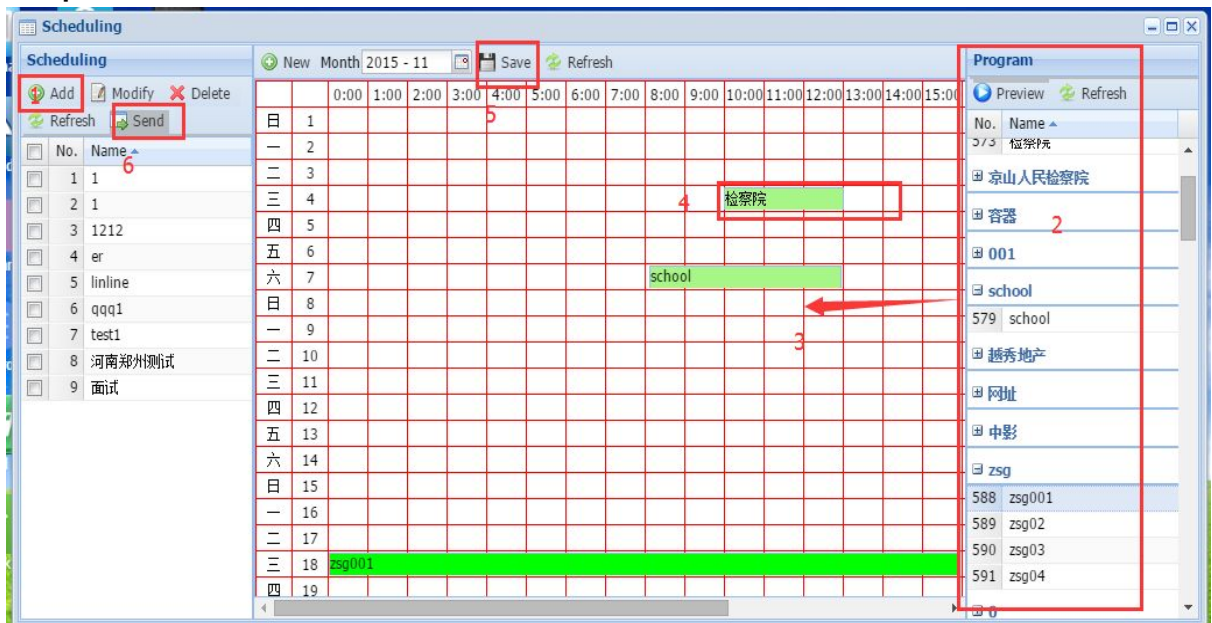 Scheduling
Scheduling
Add Modify Delete
Refresh Send
No. Name
1 1
2 1
3 1212
4 er
5 linline
6 qqq1
7 test1
8 河南郑州测试
9 面试
1
6
New Month 2015 - 11 Save Refresh
5
0:00 1:00 2:00 3:00 4:00 5:00 6:00 7:00 8:00 9:00 10:00 11:00 12:00 13:00 14:00 15:00
日 1
一 2
二 3
三 4 检察院
4
四 5
五 6
六 7 school
日 8
一 9
3
二 10
三 11
四 12
五 13
六 14
日 15
一 16
二 17
三 18 zsg001
四 19
Program
Preview Refresh
No. Name
573 检察院
京山人民检察院
容器
2
001
school
579 school
越秀地产
网址
中影
zsg
588 zsg001
589 zsg02
590 zsg03
591 zsg04